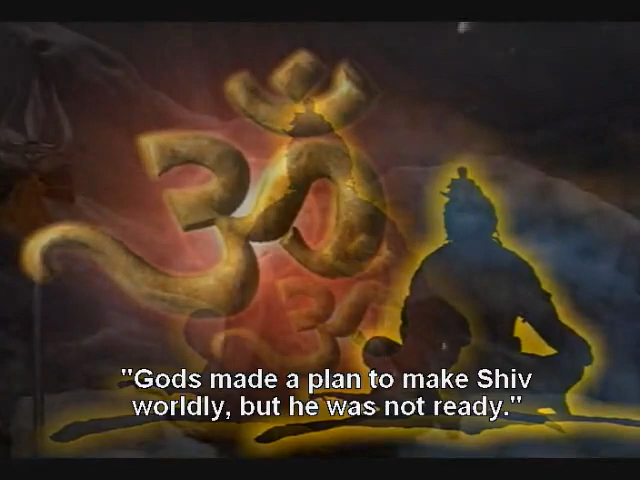 ॐ
ॐ
"Gods made a plan to make Shiv
worldly, but he was not ready."